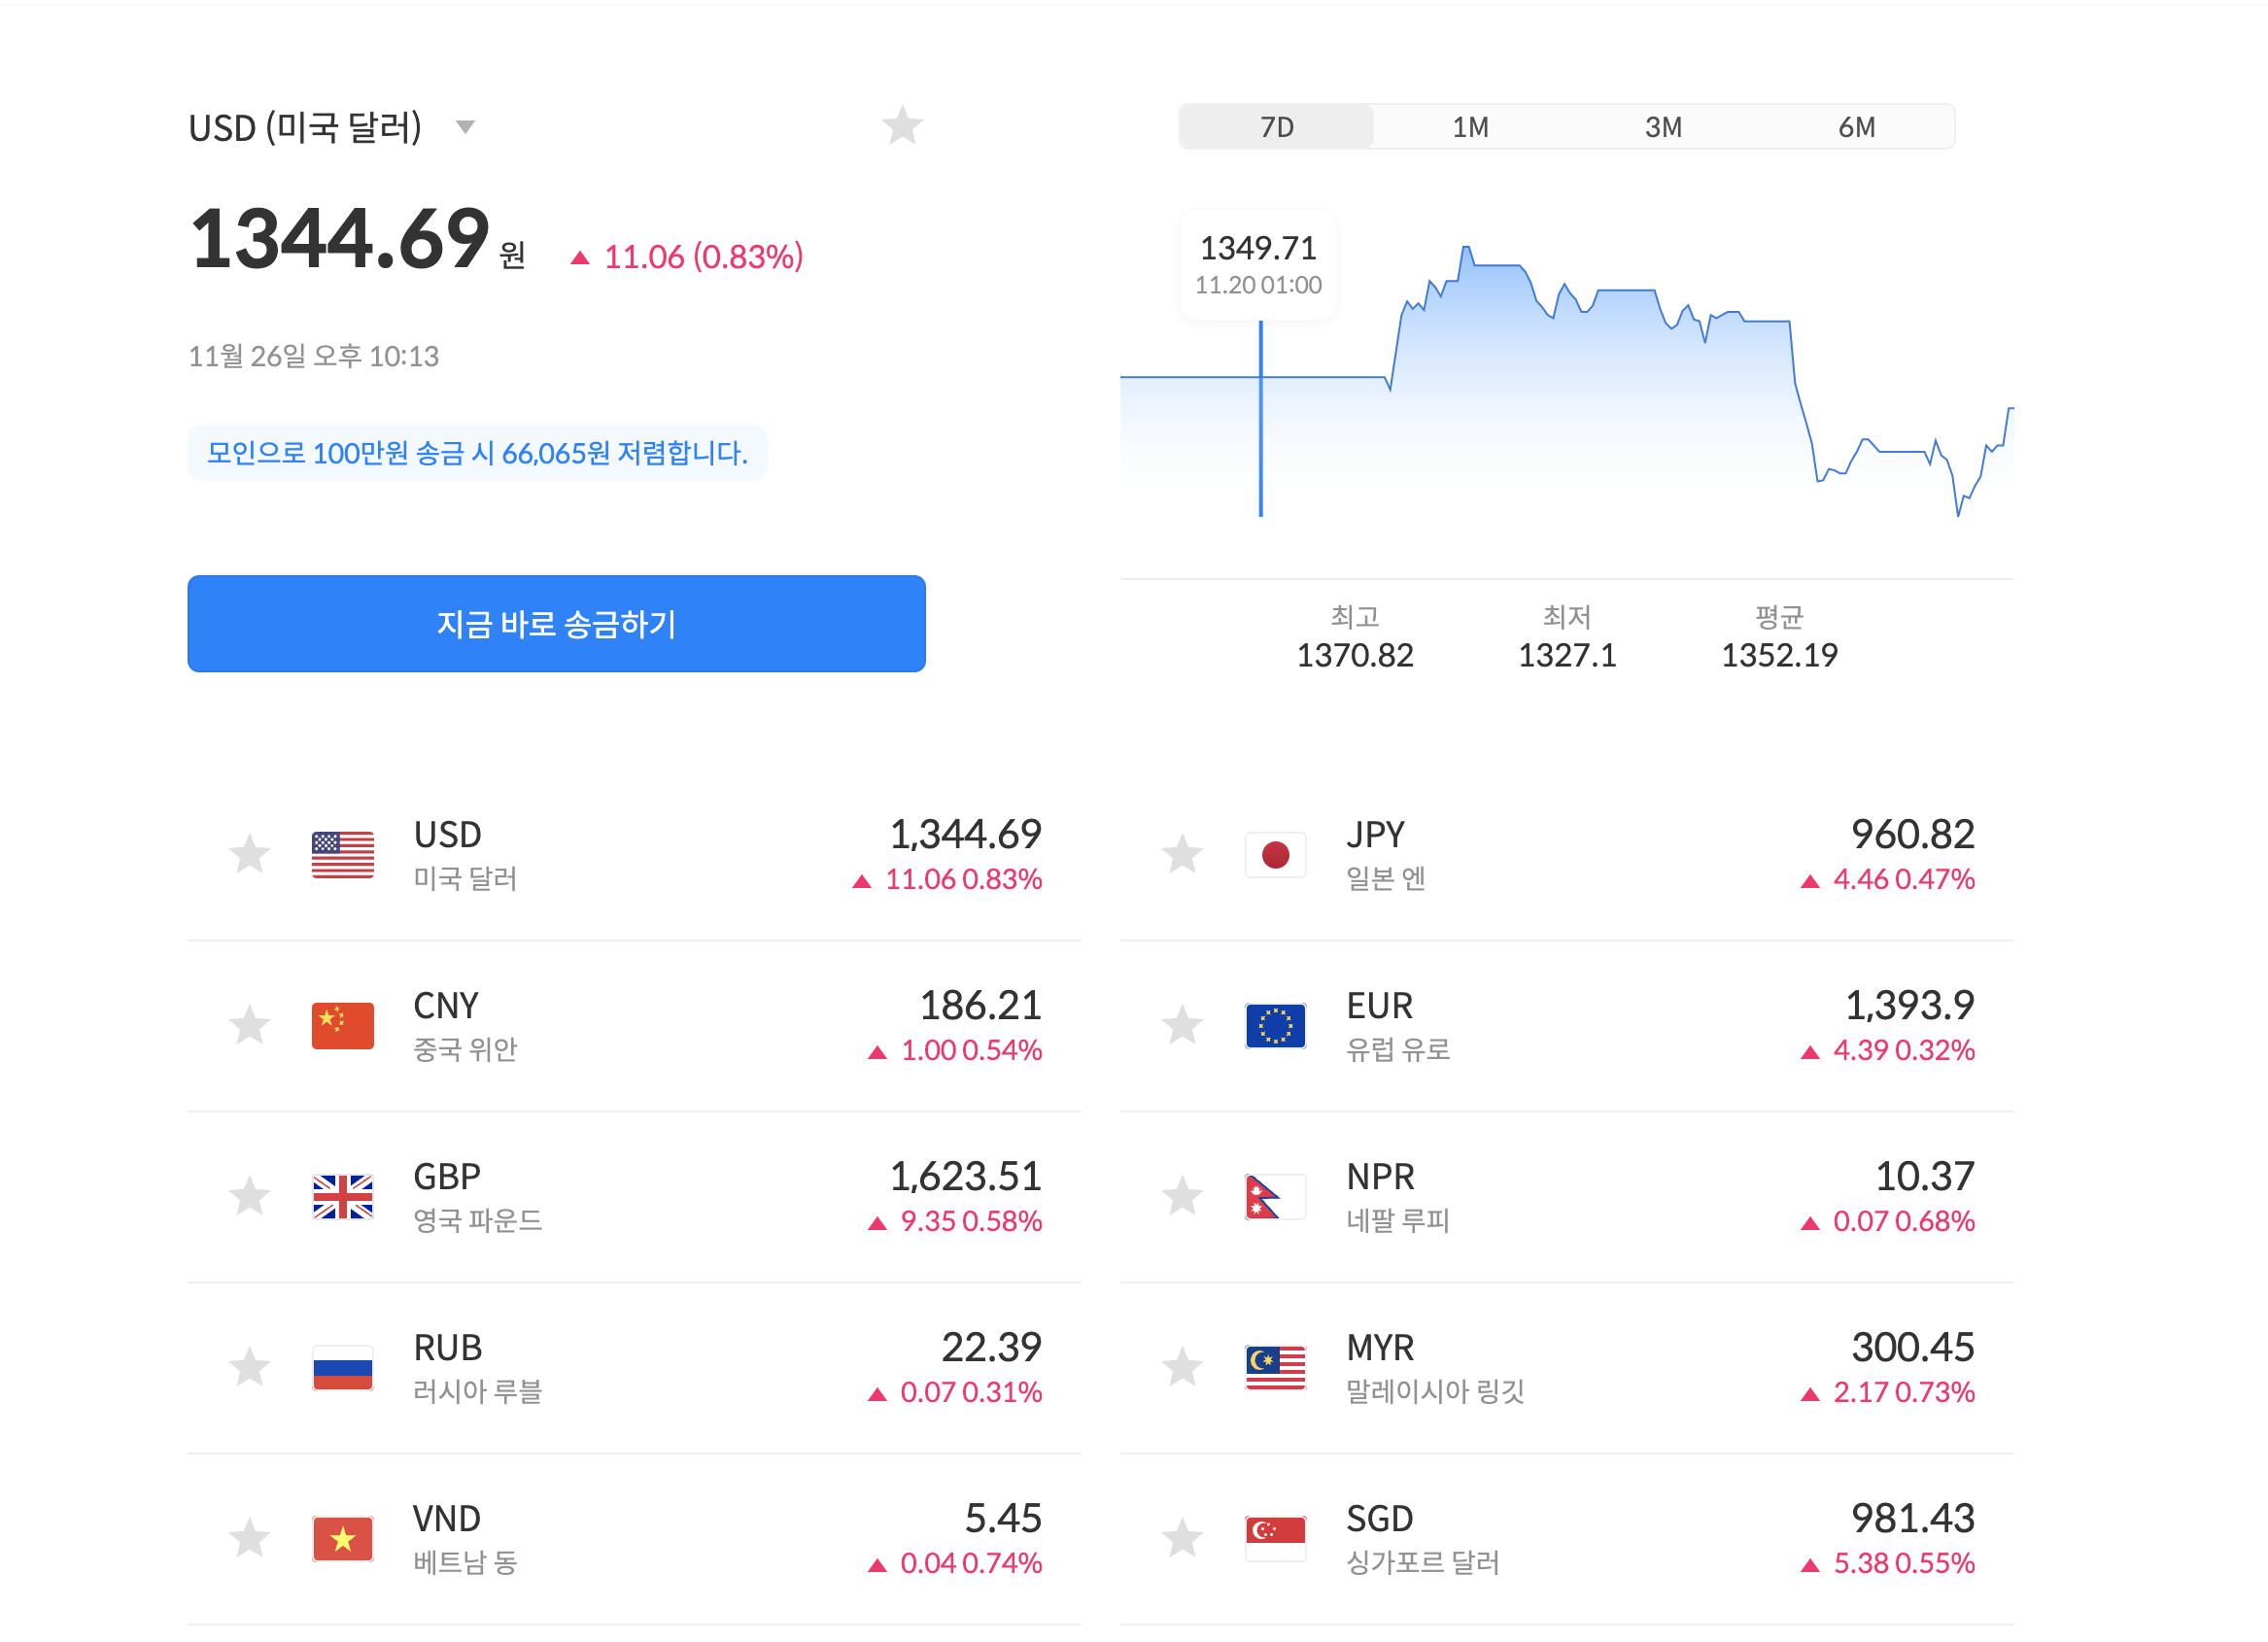 USD (미국 달러)
1344.69 원 ▲ 11.06 (0.83%)
11월 26일 오후 10:13
모인으로 100만원 송금 시 66,065원 저렴합니다.
지금 바로 송금하기
7D 1M 3M 6M
1349.71
11.20 01:00
최고 최저 평균
1370.82 1327.1 1352.19
USD 1,344.69
미국 달러 ▲ 11.06 0.83%
JPY 960.82
일본 엔 ▲ 4.46 0.47%
CNY 186.21
중국 위안 ▲ 1.00 0.54%
EUR 1,393.9
유럽 유로 ▲ 4.39 0.32%
GBP 1,623.51
영국 파운드 ▲ 9.35 0.58%
NPR 10.37
네팔 루피 ▲ 0.07 0.68%
RUB 22.39
러시아 루블 ▲ 0.07 0.31%
MYR 300.45
말레이시아 링깃 ▲ 2.17 0.73%
VND 5.45
베트남 동 ▲ 0.04 0.74%
SGD 981.43
싱가포르 달러 ▲ 5.38 0.55%